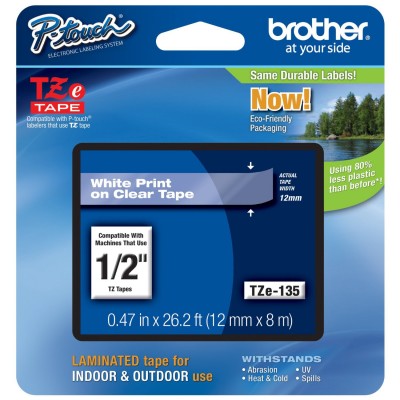 P-touch
ELECTRONIC LABELING SYSTEM
brother
at your side
TZe
TAPE
Compatible with P-touch®
labelers that use TZ tape
Same Durable Labels!
Now!
Eco-Friendly
Packaging
Using 80%
less plastic
than before*!
White Print
on Clear Tape
ACTUAL
TAPE
WIDTH
12mm
Compatible With
Machines That Use
1/2"
TZ Tapes
TZe-135
0.47 in x 26.2 ft (12 mm x 8 m)
LAMINATED tape for
INDOOR & OUTDOOR use
WITHSTANDS
• Abrasion
• Heat & Cold
• UV
• Spills